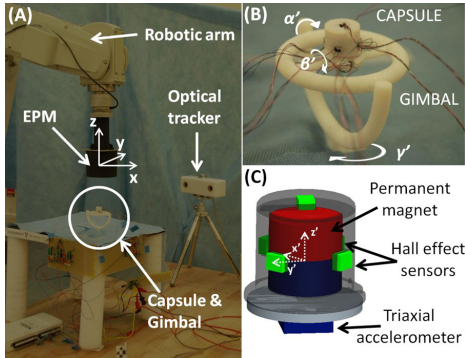 (A)
Robotic arm
EPM
z
y
x
Optical
tracker
Capsule &
Gimbal
(B)
CAPSULE
α'
β'
GIMBAL
γ'
(C)
Permanent
magnet
z'
x'
y'
Hall effect
sensors
Triaxial
accelerometer